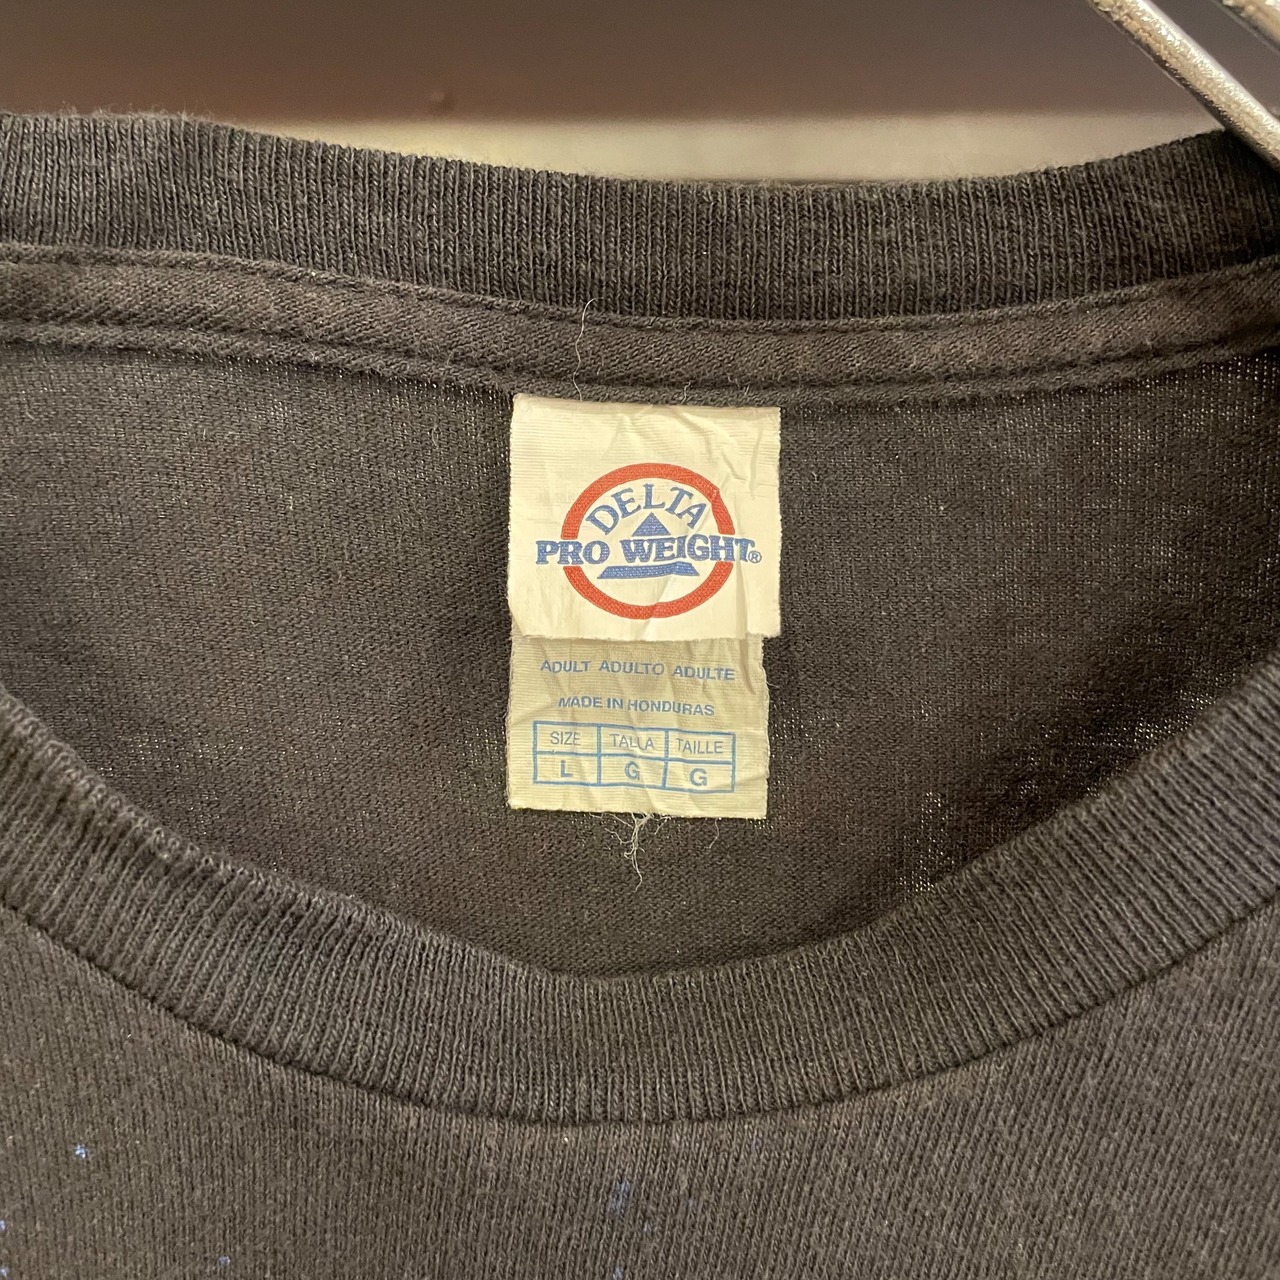 DELTA
PRO WEIGHT®
ADULT ADULTO ADULTE
MADE IN HONDURAS
SIZE TALLA TAILLE
L G G